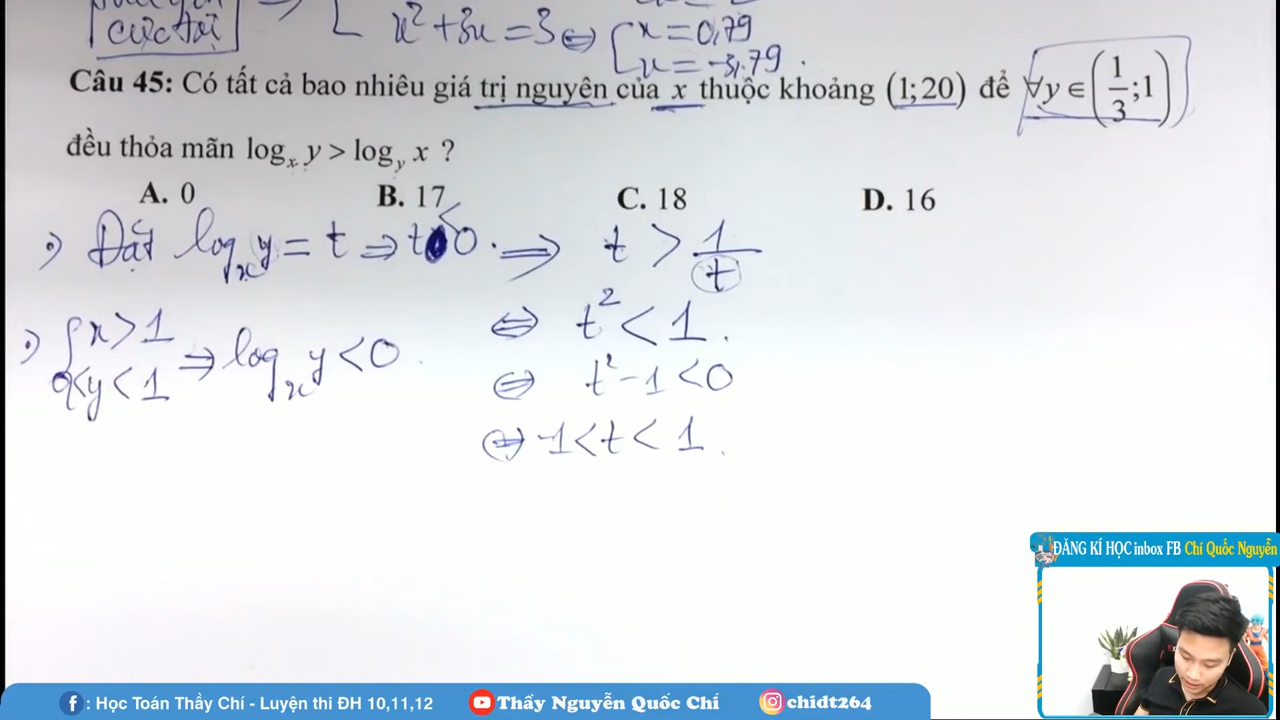 cực đại x² + 3x = 3 ⇔ [ x = 0,79
x = -3,79.
Câu 45: Có tất cả bao nhiêu giá trị nguyên của x thuộc khoảng (1;20) để ∀y ∈ (1/3;1)
đều thỏa mãn log_x y > log_y x ?
A. 0 B. 17 C. 18 D. 16
•) Đặt log_x y = t ⇒ t < 0. ⇒ t > 1/t
⇔ t² < 1.
•) { x > 1
0 < y < 1 ⇒ log_x y < 0.
⇔ t² - 1 < 0
⇔ -1 < t < 1.
ĐĂNG KÍ HỌC inbox FB Chí Quốc Nguyễn
: Học Toán Thầy Chí - Luyện thi ĐH 10,11,12 Thầy Nguyễn Quốc Chí chidt264